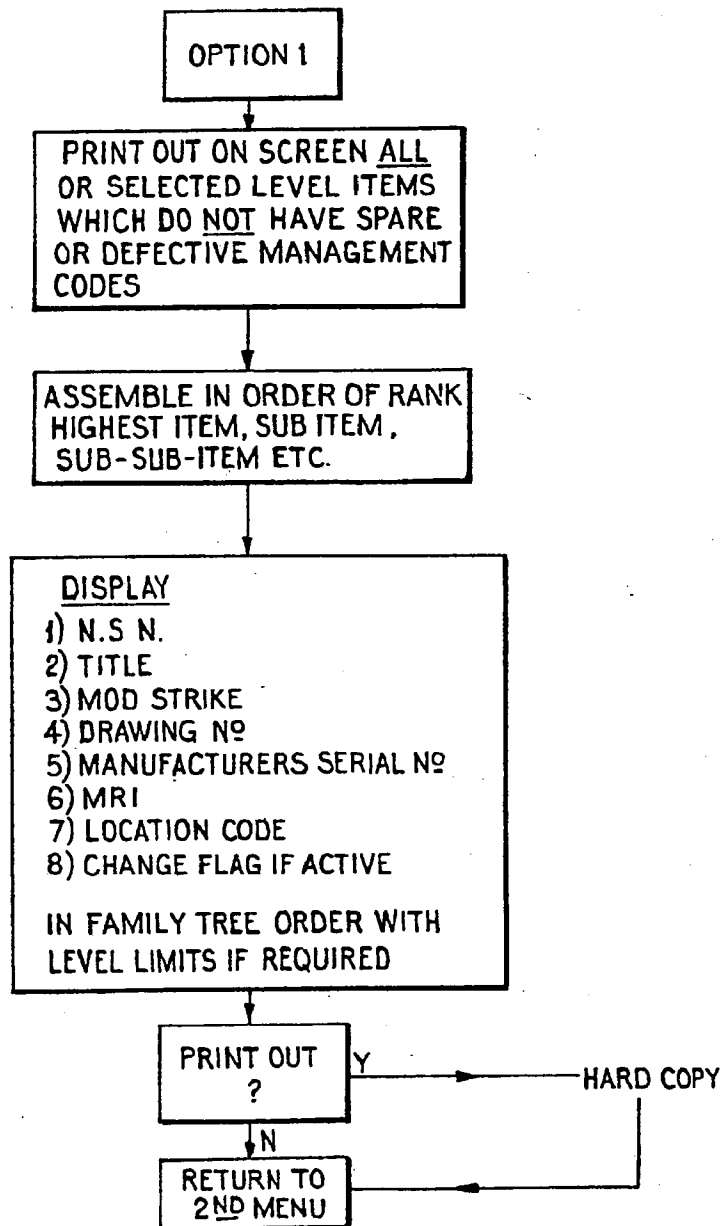 OPTION 1
PRINT OUT ON SCREEN ALL
OR SELECTED LEVEL ITEMS
WHICH DO NOT HAVE SPARE
OR DEFECTIVE MANAGEMENT
CODES
ASSEMBLE IN ORDER OF RANK
HIGHEST ITEM, SUB ITEM,
SUB-SUB-ITEM ETC.
DISPLAY
1) N.S N.
2) TITLE
3) MOD STRIKE
4) DRAWING Nº
5) MANUFACTURERS SERIAL Nº
6) MRI
7) LOCATION CODE
8) CHANGE FLAG IF ACTIVE
IN FAMILY TREE ORDER WITH
LEVEL LIMITS IF REQUIRED
PRINT OUT
?
Y
HARD COPY
N
RETURN TO
2ND MENU